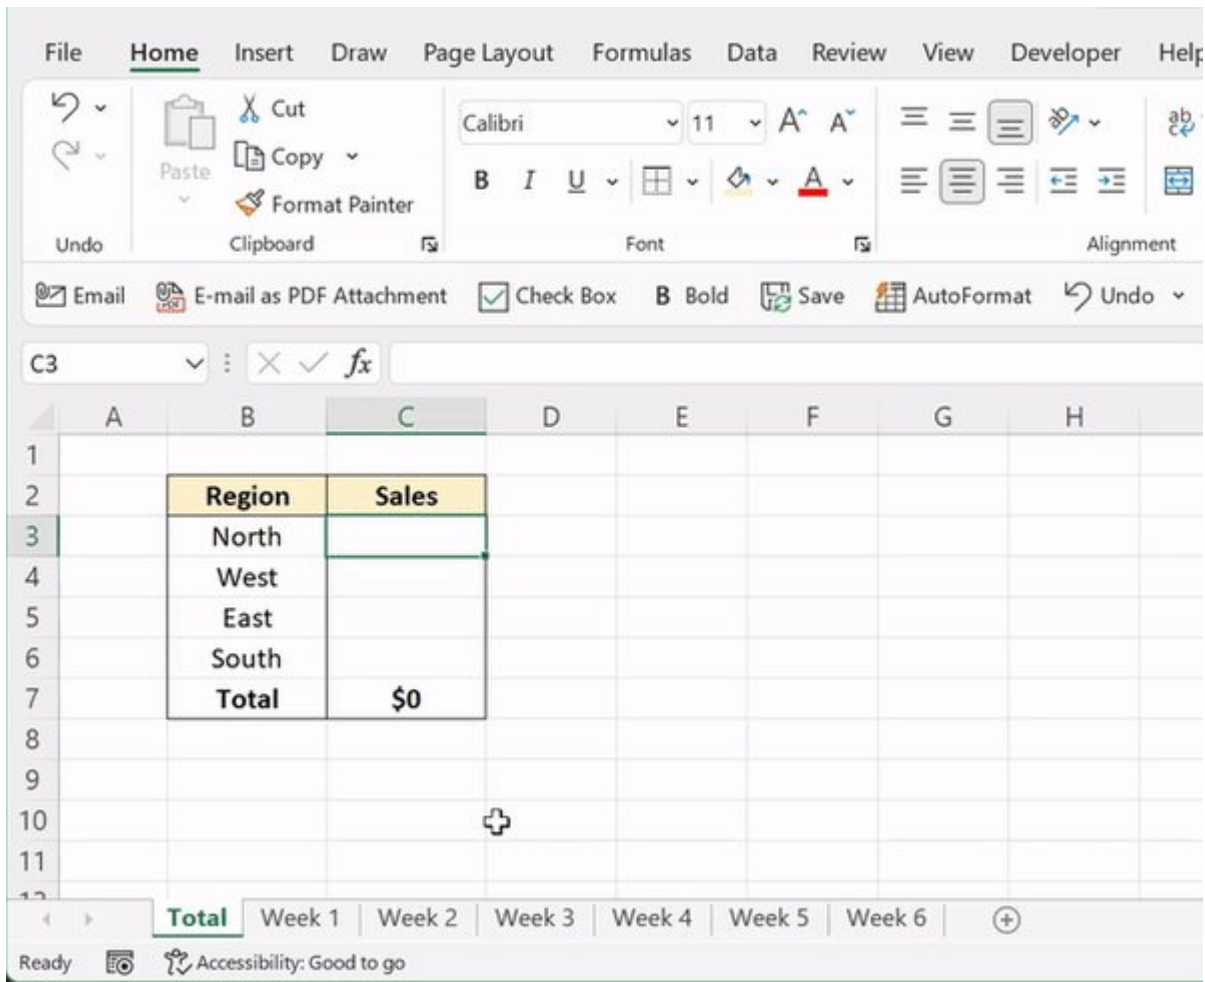 File Home Insert Draw Page Layout Formulas Data Review View Developer Help
Cut
Calibri 11 A A ab
Paste Copy
B I U A
Format Painter
Undo Clipboard Font Alignment
Email E-mail as PDF Attachment Check Box B Bold Save AutoFormat Undo
C3 fx
A B C D E F G H
1
2 Region Sales
3 North
4 West
5 East
6 South
7 Total $0
8
9
10
11
Total Week 1 Week 2 Week 3 Week 4 Week 5 Week 6
Ready Accessibility: Good to go